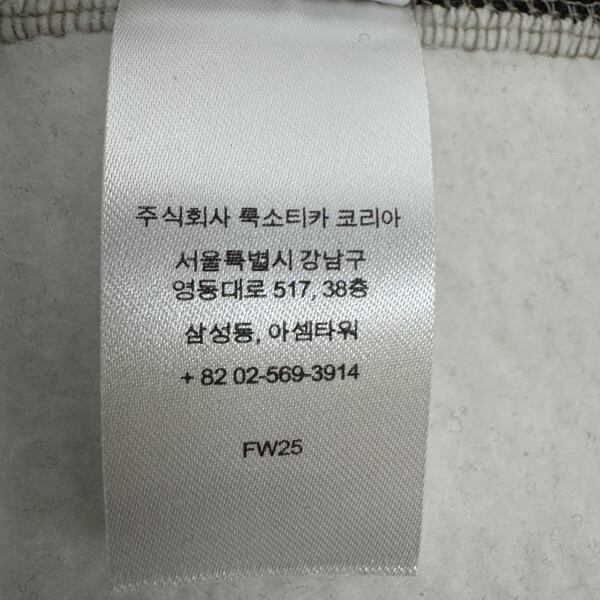 주식회사 룩소티카 코리아
서울특별시 강남구
영동대로 517, 38층
삼성동, 아셈타워
+ 82 02-569-3914
FW25